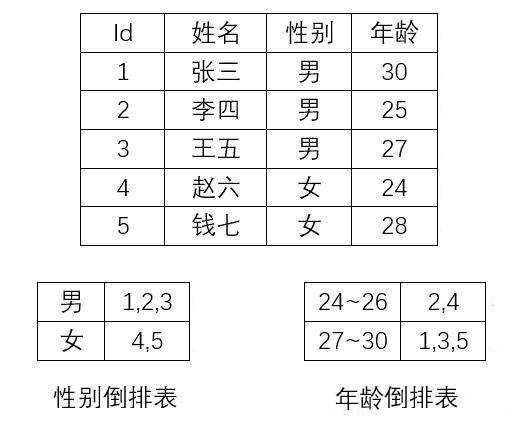 Id 姓名 性别 年龄
1 张三 男 30
2 李四 男 25
3 王五 男 27
4 赵六 女 24
5 钱七 女 28
男 1,2,3
女 4,5
性别倒排表
24~26 2,4
27~30 1,3,5
年龄倒排表